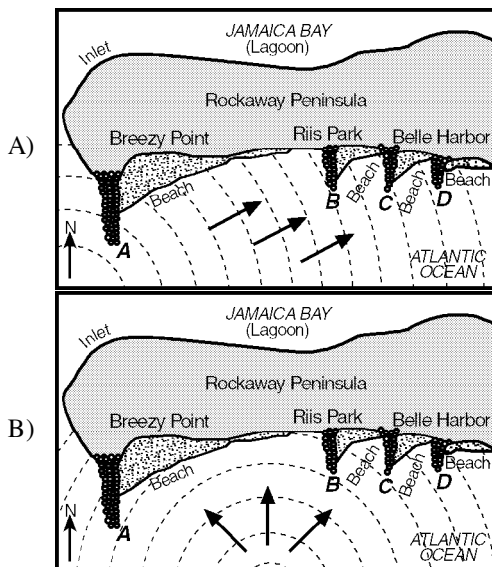 A)
JAMAICA BAY
(Lagoon)
Inlet
Rockaway Peninsula
Breezy Point
Riis Park
Belle Harbor
Beach
Beach
Beach
Beach
A
B
C
D
N
ATLANTIC
OCEAN
B)
JAMAICA BAY
(Lagoon)
Inlet
Rockaway Peninsula
Breezy Point
Riis Park
Belle Harbor
Beach
Beach
Beach
Beach
A
B
C
D
N
ATLANTIC
OCEAN